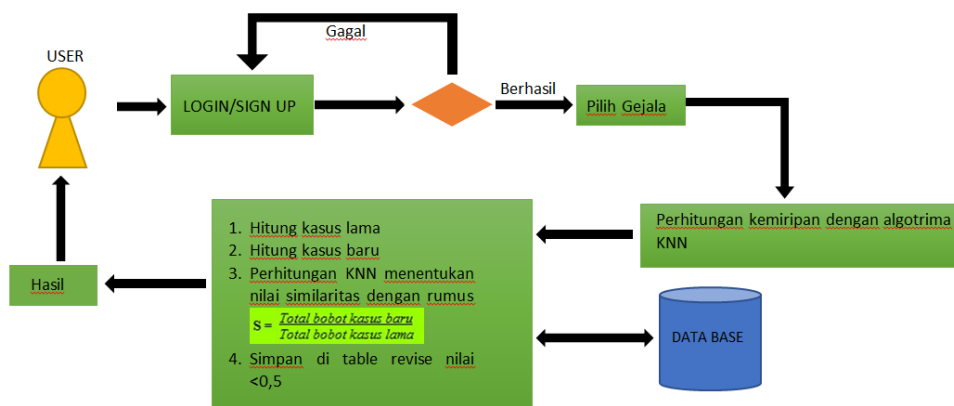 Gagal
USER
LOGIN/SIGN UP
Berhasil
Pilih Gejala
Perhitungan kemiripan dengan algotrima
KNN
1. Hitung kasus lama
2. Hitung kasus baru
3. Perhitungan KNN menentukan
nilai similaritas dengan rumus
S = Total bobot kasus baru
Total bobot kasus lama
4. Simpan di table revise nilai
<0,5
Hasil
DATA BASE